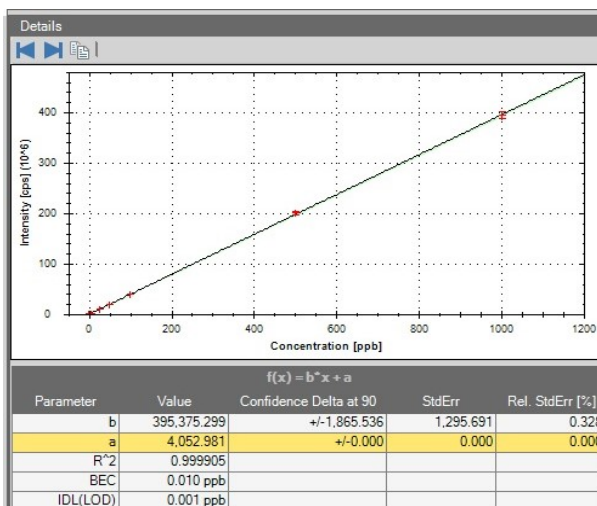 Details
400
300
200
100
0
Intensity [cps] (10^6)
0 200 400 600 800 1000 1200
Concentration [ppb]
f(x) = b*x + a
Parameter Value Confidence Delta at 90 StdErr Rel. StdErr [%]
b 395,375.299 +/-1,865.536 1,295.691 0.328
a 4,052.981 +/-0.000 0.000 0.000
R^2 0.999905
BEC 0.010 ppb
IDL(LOD) 0.001 ppb